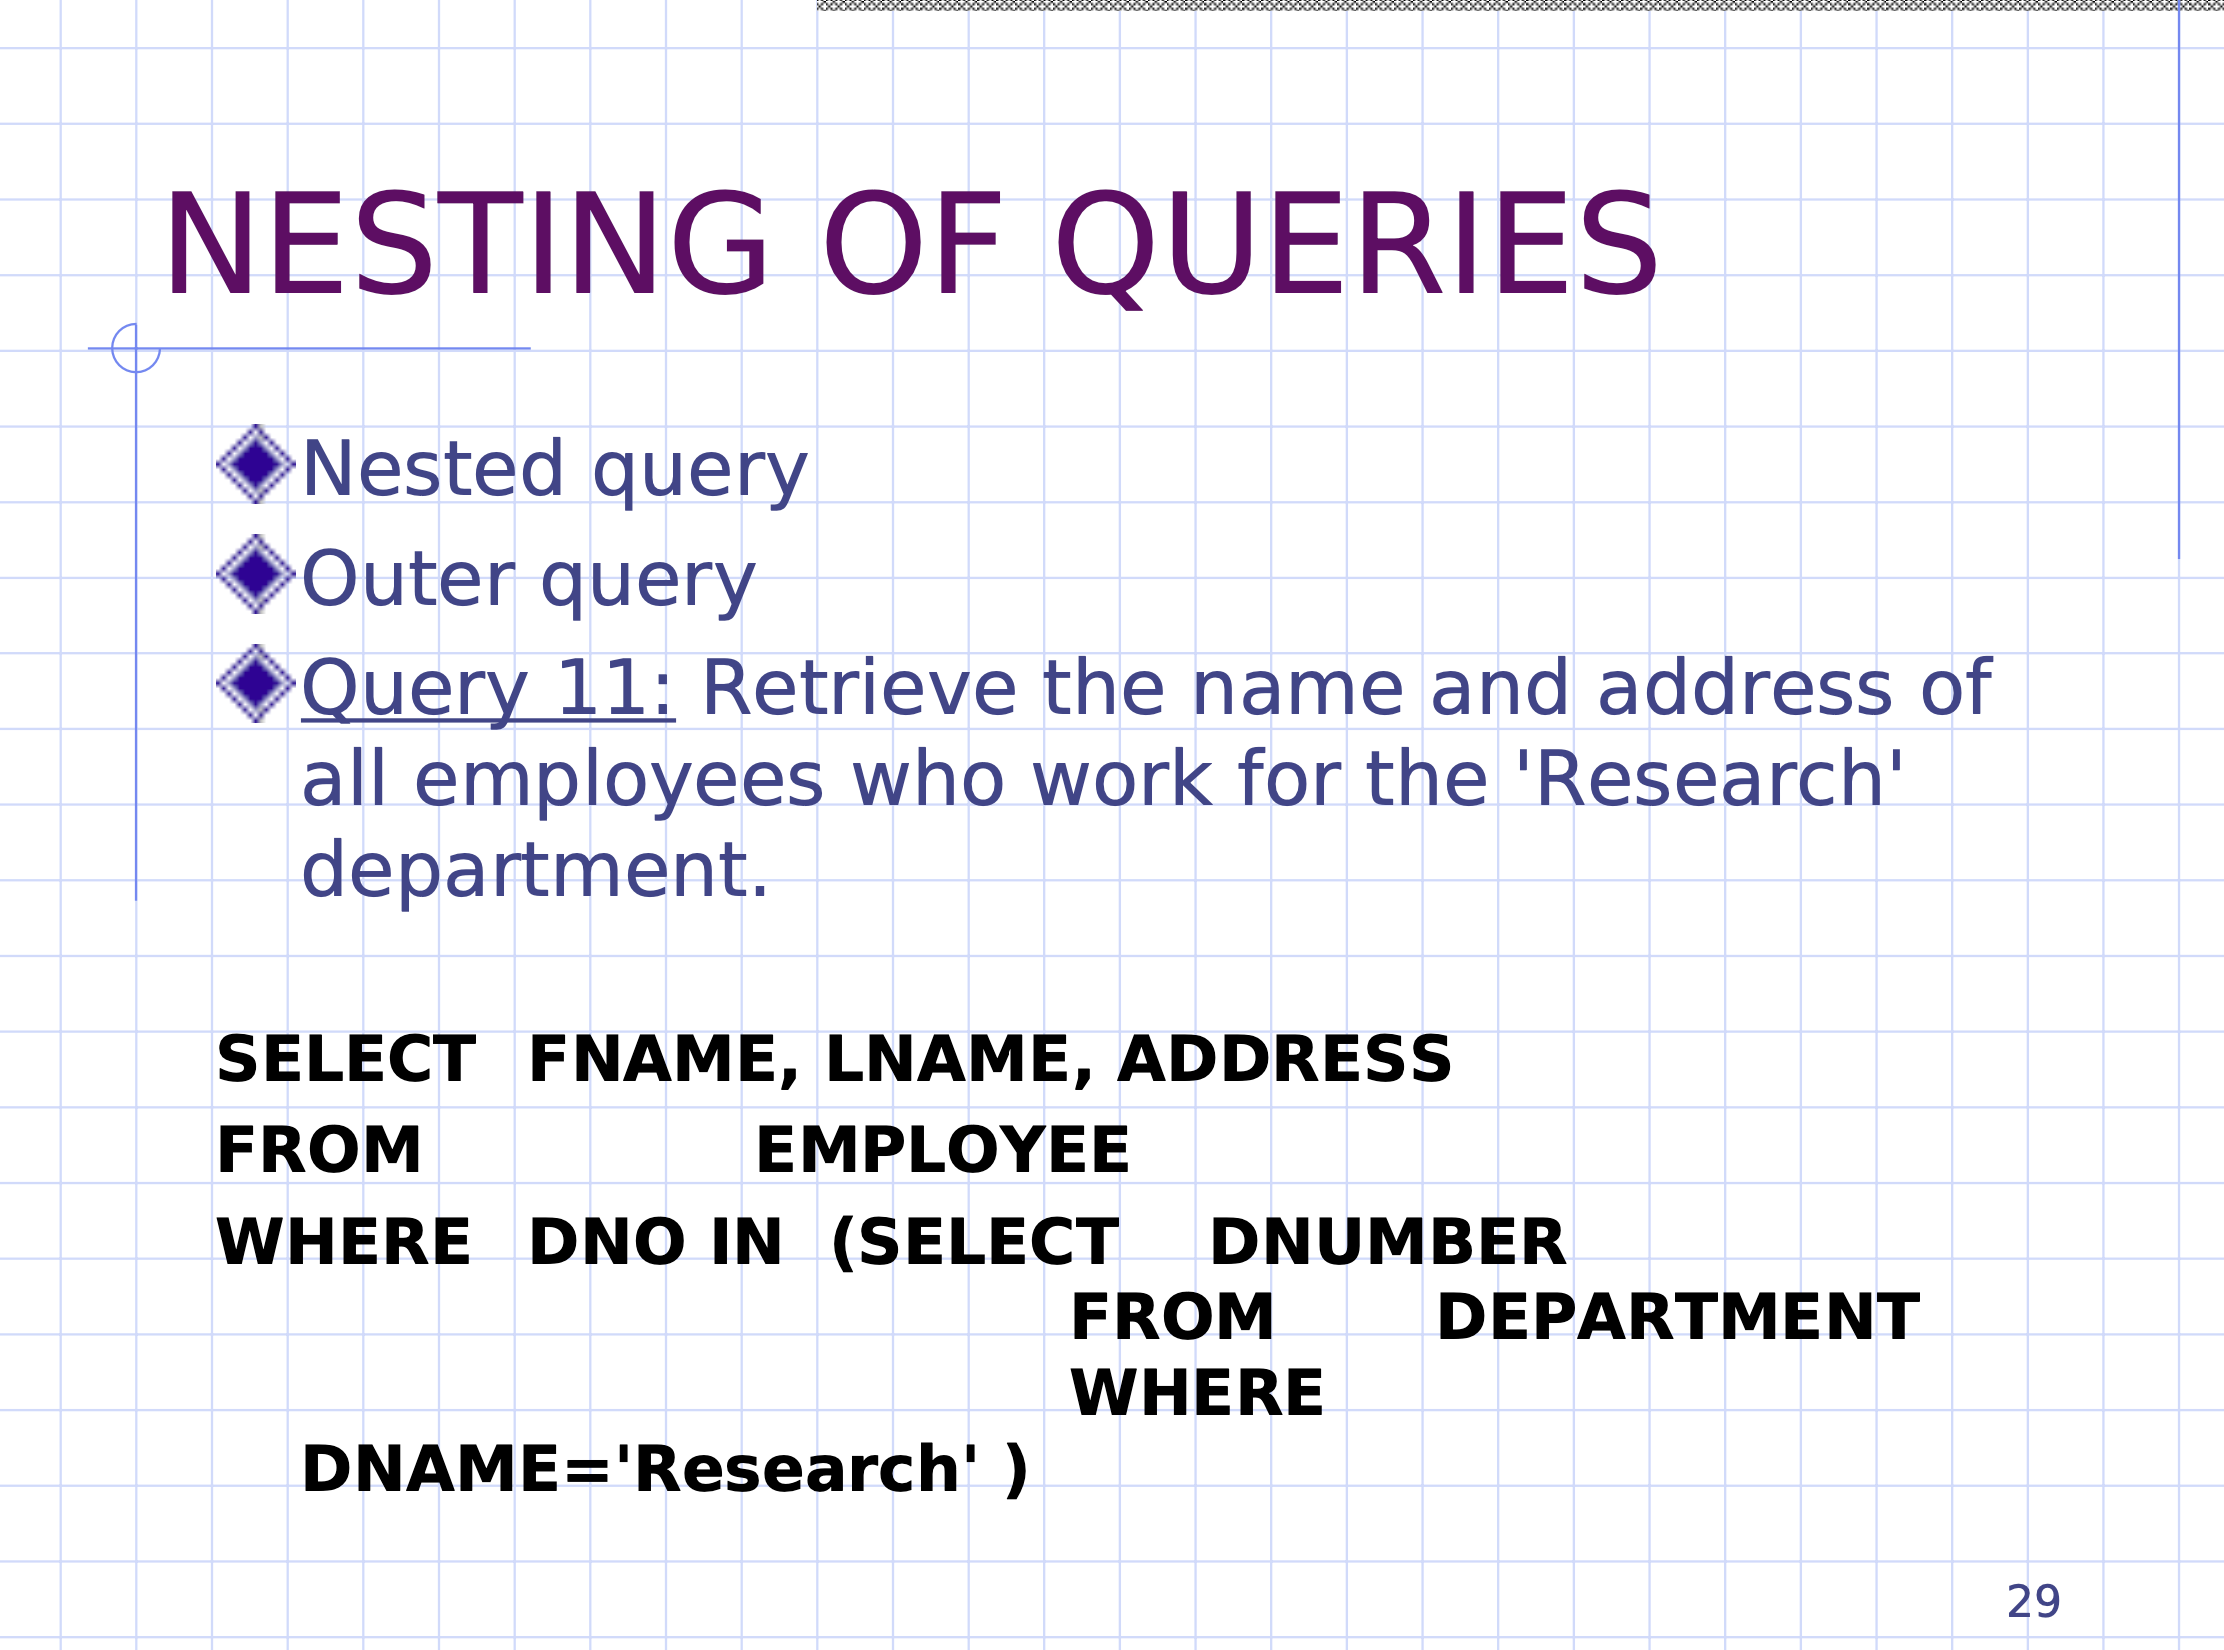 NESTING OF QUERIES
Nested query
Outer query
Query 11: Retrieve the name and address of
all employees who work for the 'Research'
department.
SELECT FNAME, LNAME, ADDRESS
FROM EMPLOYEE
WHERE DNO IN (SELECT DNUMBER
FROM DEPARTMENT
WHERE
DNAME='Research' )
29